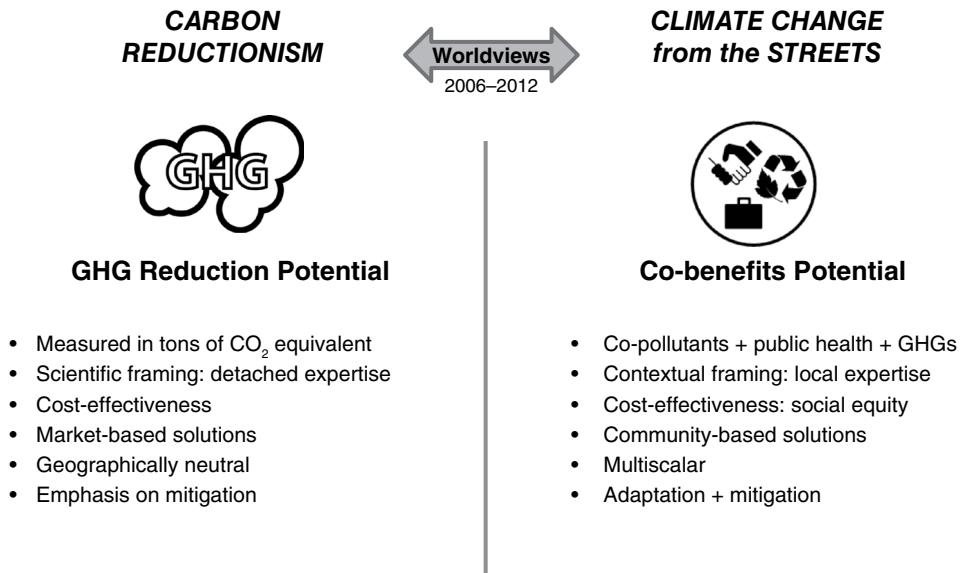 CARBON
REDUCTIONISM
Worldviews
2006–2012
CLIMATE CHANGE
from the STREETS
GHG
GHG Reduction Potential
• Measured in tons of CO₂ equivalent
• Scientific framing: detached expertise
• Cost-effectiveness
• Market-based solutions
• Geographically neutral
• Emphasis on mitigation
Co-benefits Potential
• Co-pollutants + public health + GHGs
• Contextual framing: local expertise
• Cost-effectiveness: social equity
• Community-based solutions
• Multiscalar
• Adaptation + mitigation